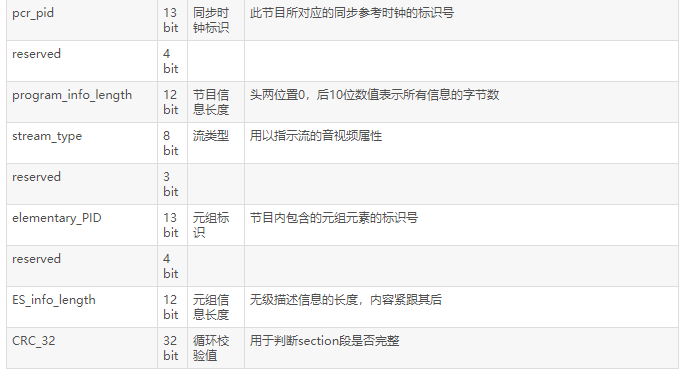 pcr_pid 13 同步时 此节目所对应的同步参考时钟的标识号
bit 钟标识
reserved 4
bit
program_info_length 12 节目信 头两位置0，后10位数值表示所有信息的字节数
bit 息长度
stream_type 8 流类型 用以指示流的音视频属性
bit
reserved 3
bit
elementary_PID 13 元组标 节目内包含的元组元素的标识号
bit 识
reserved 4
bit
ES_info_length 12 元组信 无级描述信息的长度，内容紧跟其后
bit 息长度
CRC_32 32 循环校 用于判断section段是否完整
bit 验值